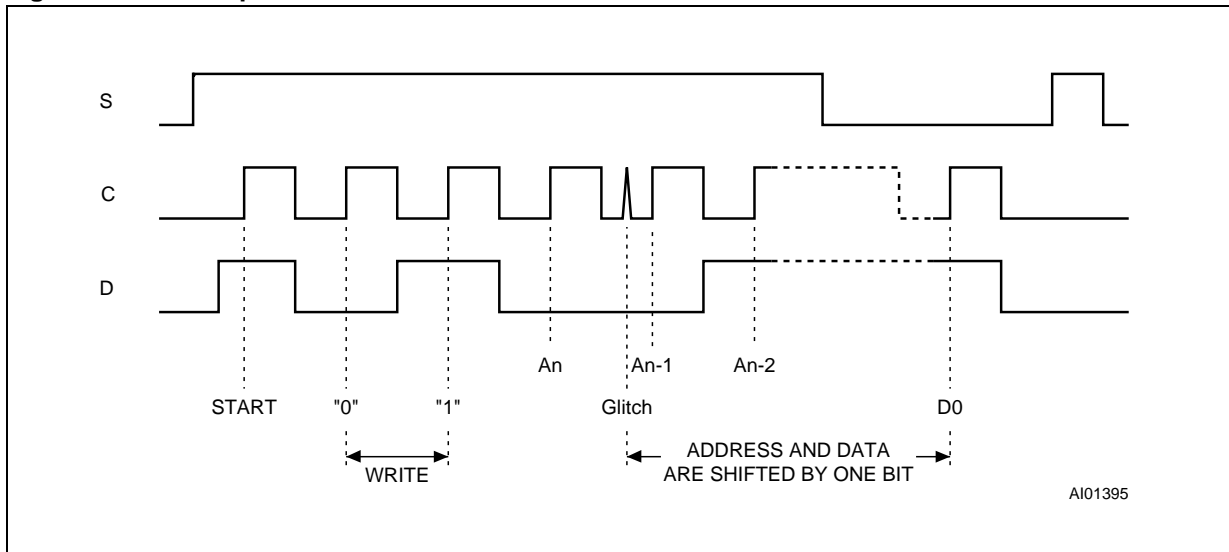 S
C
D
An An-1 An-2
START "0" "1" Glitch D0
WRITE
ADDRESS AND DATA
ARE SHIFTED BY ONE BIT
AI01395